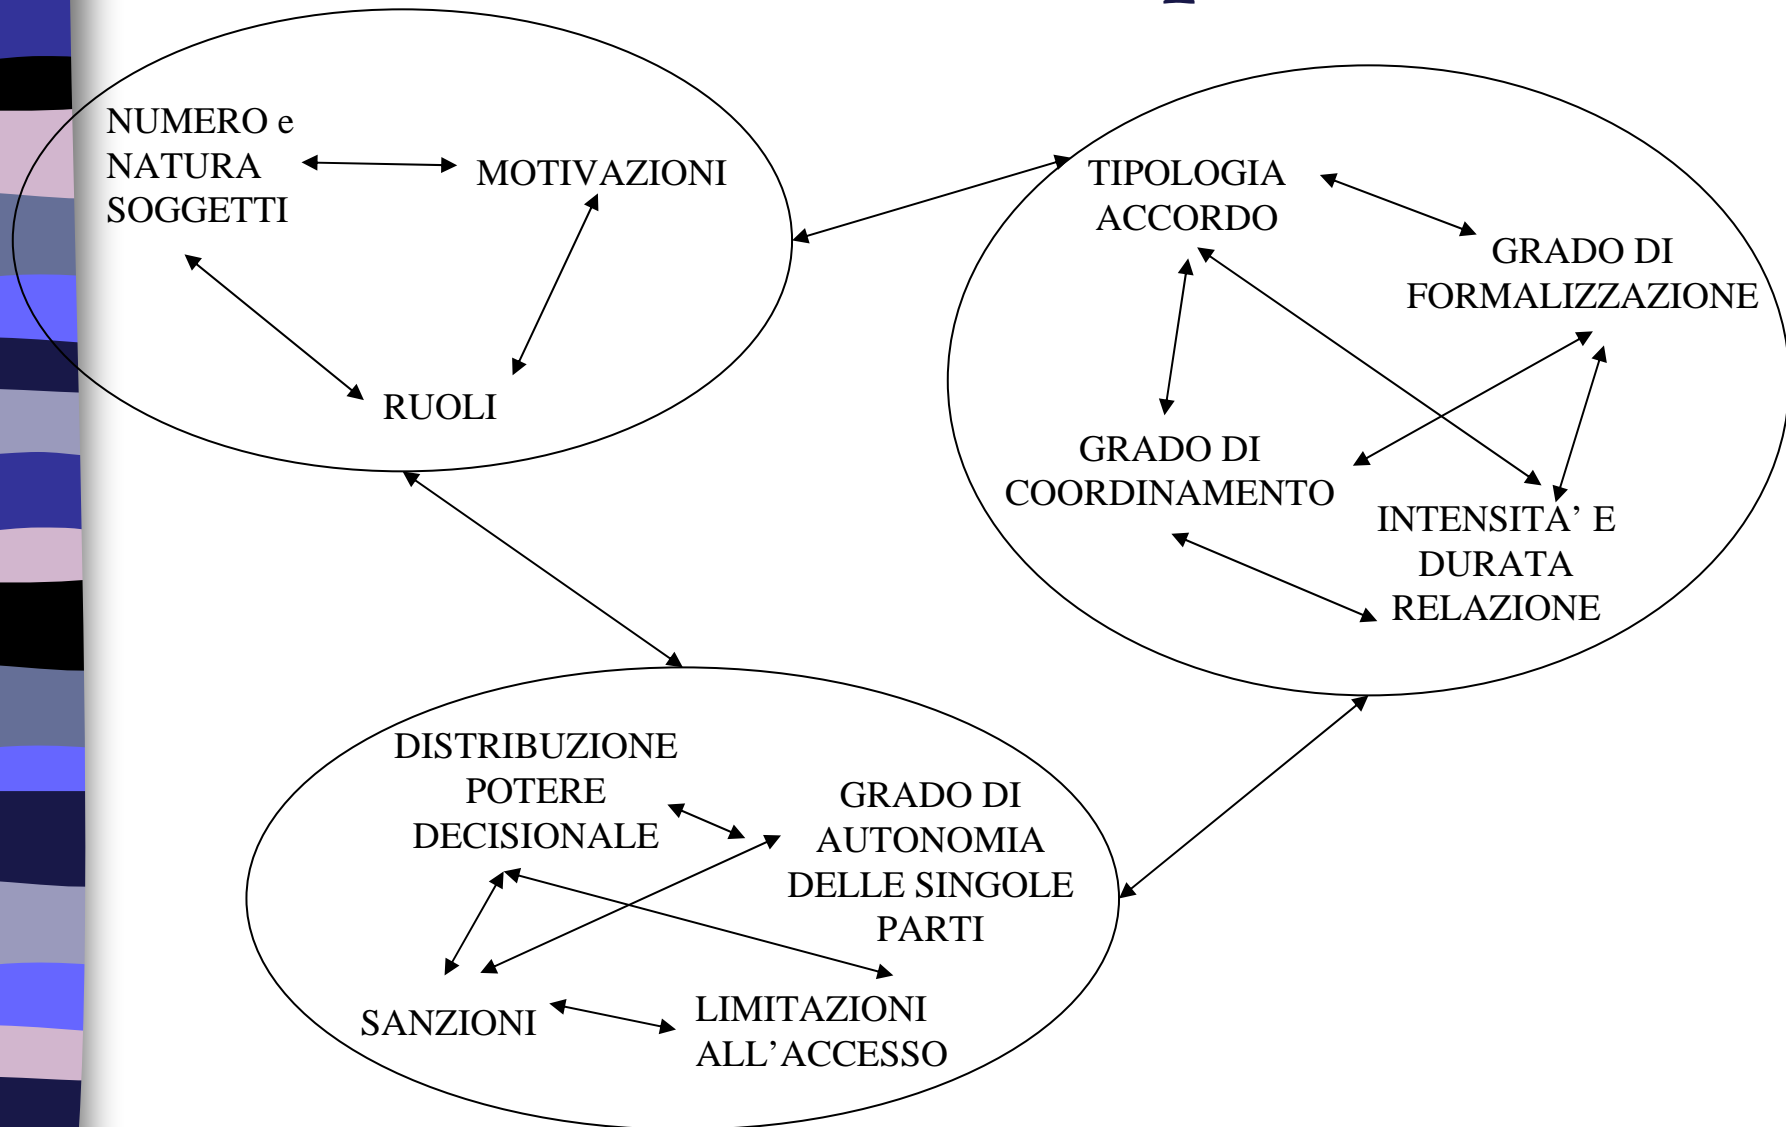 NUMERO e
NATURA
SOGGETTI
MOTIVAZIONI
RUOLI
TIPOLOGIA
ACCORDO
GRADO DI
FORMALIZZAZIONE
GRADO DI
COORDINAMENTO
INTENSITA’ E
DURATA
RELAZIONE
DISTRIBUZIONE
POTERE
DECISIONALE
GRADO DI
AUTONOMIA
DELLE SINGOLE
PARTI
SANZIONI
LIMITAZIONI
ALL’ACCESSO